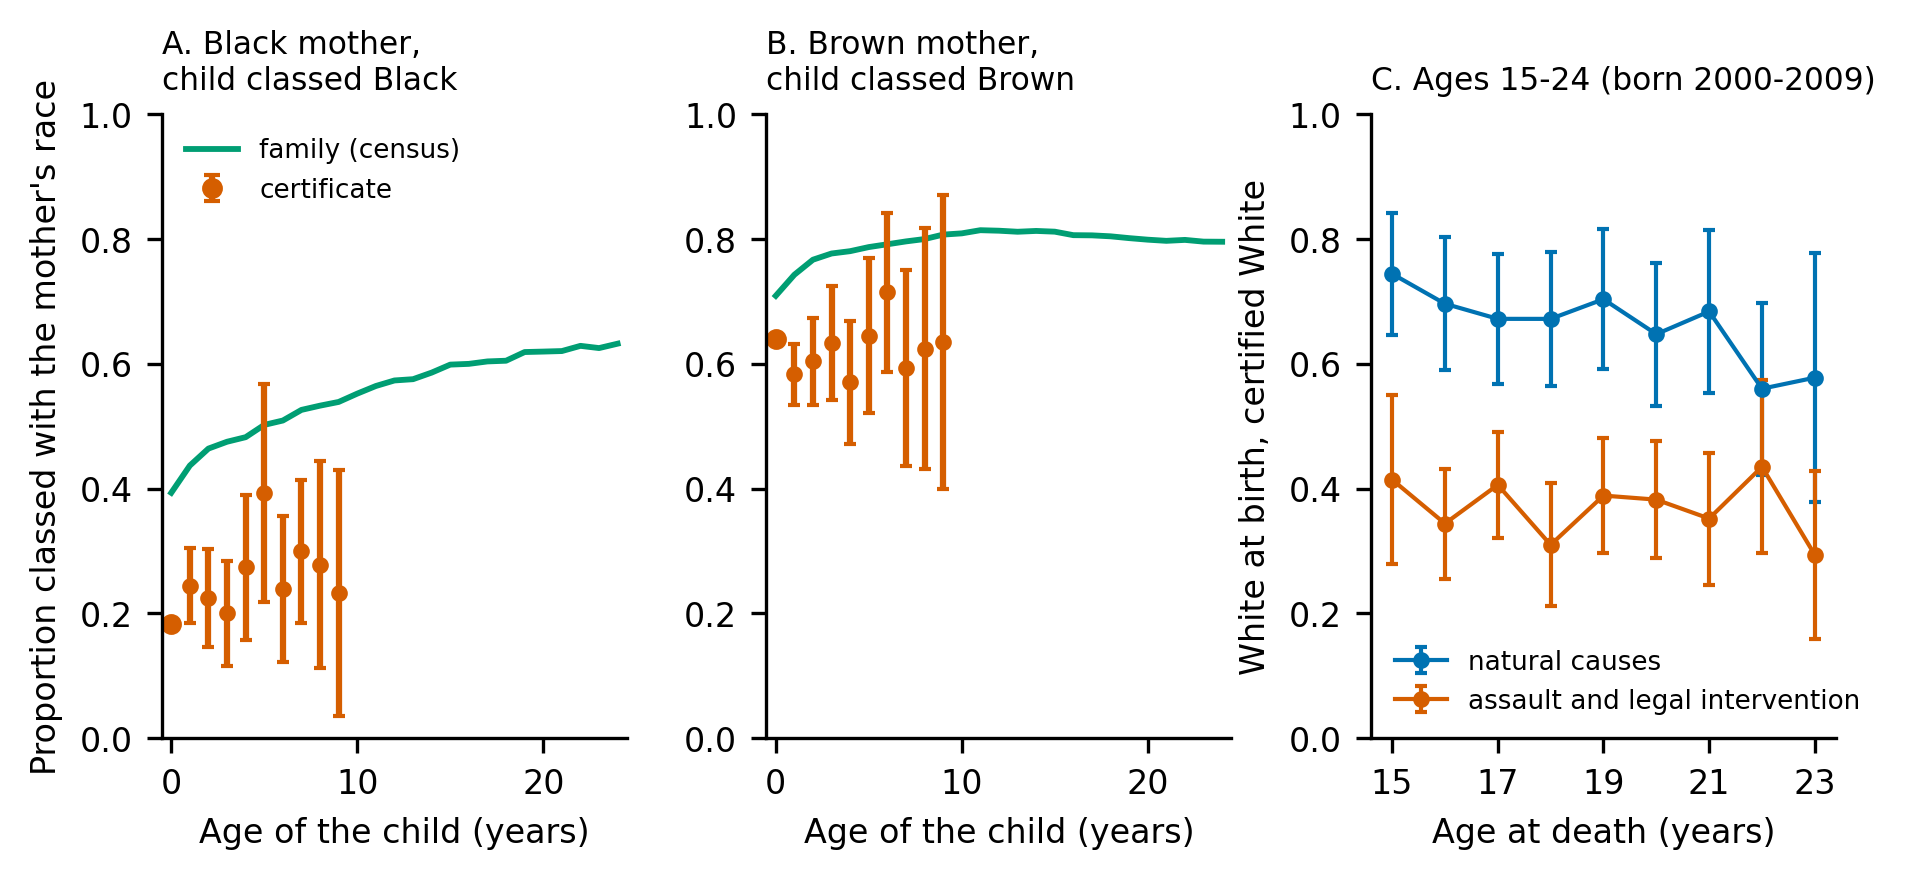 A. Black mother,
child classed Black
Proportion classed with the mother's race
1.0
0.8
0.6
0.4
0.2
0.0
family (census)
certificate
0
10
20
Age of the child (years)
B. Brown mother,
child classed Brown
1.0
0.8
0.6
0.4
0.2
0.0
0
10
20
Age of the child (years)
C. Ages 15-24 (born 2000-2009)
White at birth, certified White
1.0
0.8
0.6
0.4
0.2
0.0
natural causes
assault and legal intervention
15
17
19
21
23
Age at death (years)